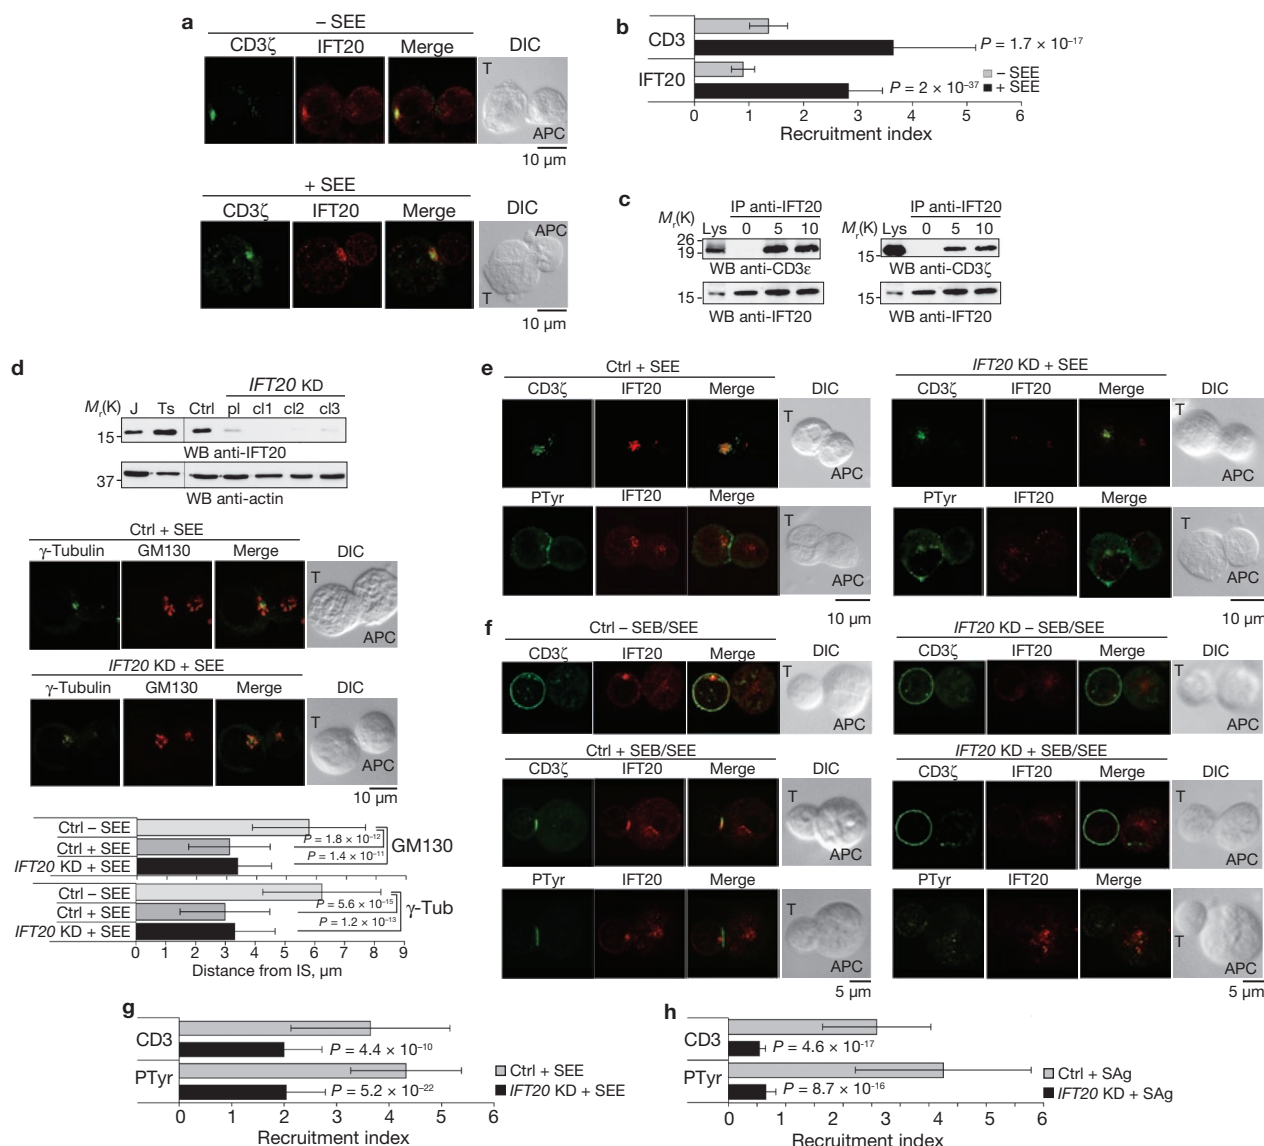 a
– SEE
CD3ζ IFT20 Merge DIC
T
APC
10 µm
+ SEE
CD3ζ IFT20 Merge DIC
APC
T
10 µm
b
CD3
P = 1.7 × 10⁻¹⁷
IFT20
P = 2 × 10⁻³⁷
– SEE
+ SEE
0 1 2 3 4 5 6
Recruitment index
c
IP anti-IFT20
Mr(K) Lys 0 5 10
26
19
WB anti-CD3ε
15
WB anti-IFT20
IP anti-IFT20
Mr(K) Lys 0 5 10
15
WB anti-CD3ζ
15
WB anti-IFT20
d
IFT20 KD
Mr(K) J Ts Ctrl pl cl1 cl2 cl3
15
WB anti-IFT20
37
WB anti-actin
Ctrl + SEE
γ-Tubulin GM130 Merge DIC
T
APC
IFT20 KD + SEE
γ-Tubulin GM130 Merge DIC
T
APC
10 µm
Ctrl – SEE
Ctrl + SEE
IFT20 KD + SEE
P = 1.8 × 10⁻¹²
P = 1.4 × 10⁻¹¹
GM130
Ctrl – SEE
Ctrl + SEE
IFT20 KD + SEE
P = 5.6 × 10⁻¹⁵
P = 1.2 × 10⁻¹³
γ-Tub
0 1 2 3 4 5 6 7 8 9
Distance from IS, µm
e
Ctrl + SEE
CD3ζ IFT20 Merge DIC
T
APC
PTyr IFT20 Merge
T
APC
10 µm
IFT20 KD + SEE
CD3ζ IFT20 Merge DIC
T
APC
PTyr IFT20 Merge
T
APC
10 µm
f
Ctrl – SEB/SEE
CD3ζ IFT20 Merge DIC
T
APC
IFT20 KD – SEB/SEE
CD3ζ IFT20 Merge DIC
T
APC
Ctrl + SEB/SEE
CD3ζ IFT20 Merge DIC
T
APC
PTyr IFT20 Merge DIC
T
APC
5 µm
IFT20 KD + SEB/SEE
CD3ζ IFT20 Merge DIC
T
APC
PTyr IFT20 Merge DIC
T
APC
5 µm
g
CD3
P = 4.4 × 10⁻¹⁰
PTyr
P = 5.2 × 10⁻²²
Ctrl + SEE
IFT20 KD + SEE
0 1 2 3 4 5 6
Recruitment index
h
CD3
P = 4.6 × 10⁻¹⁷
PTyr
P = 8.7 × 10⁻¹⁶
Ctrl + SAg
IFT20 KD + SAg
0 1 2 3 4 5 6
Recruitment index